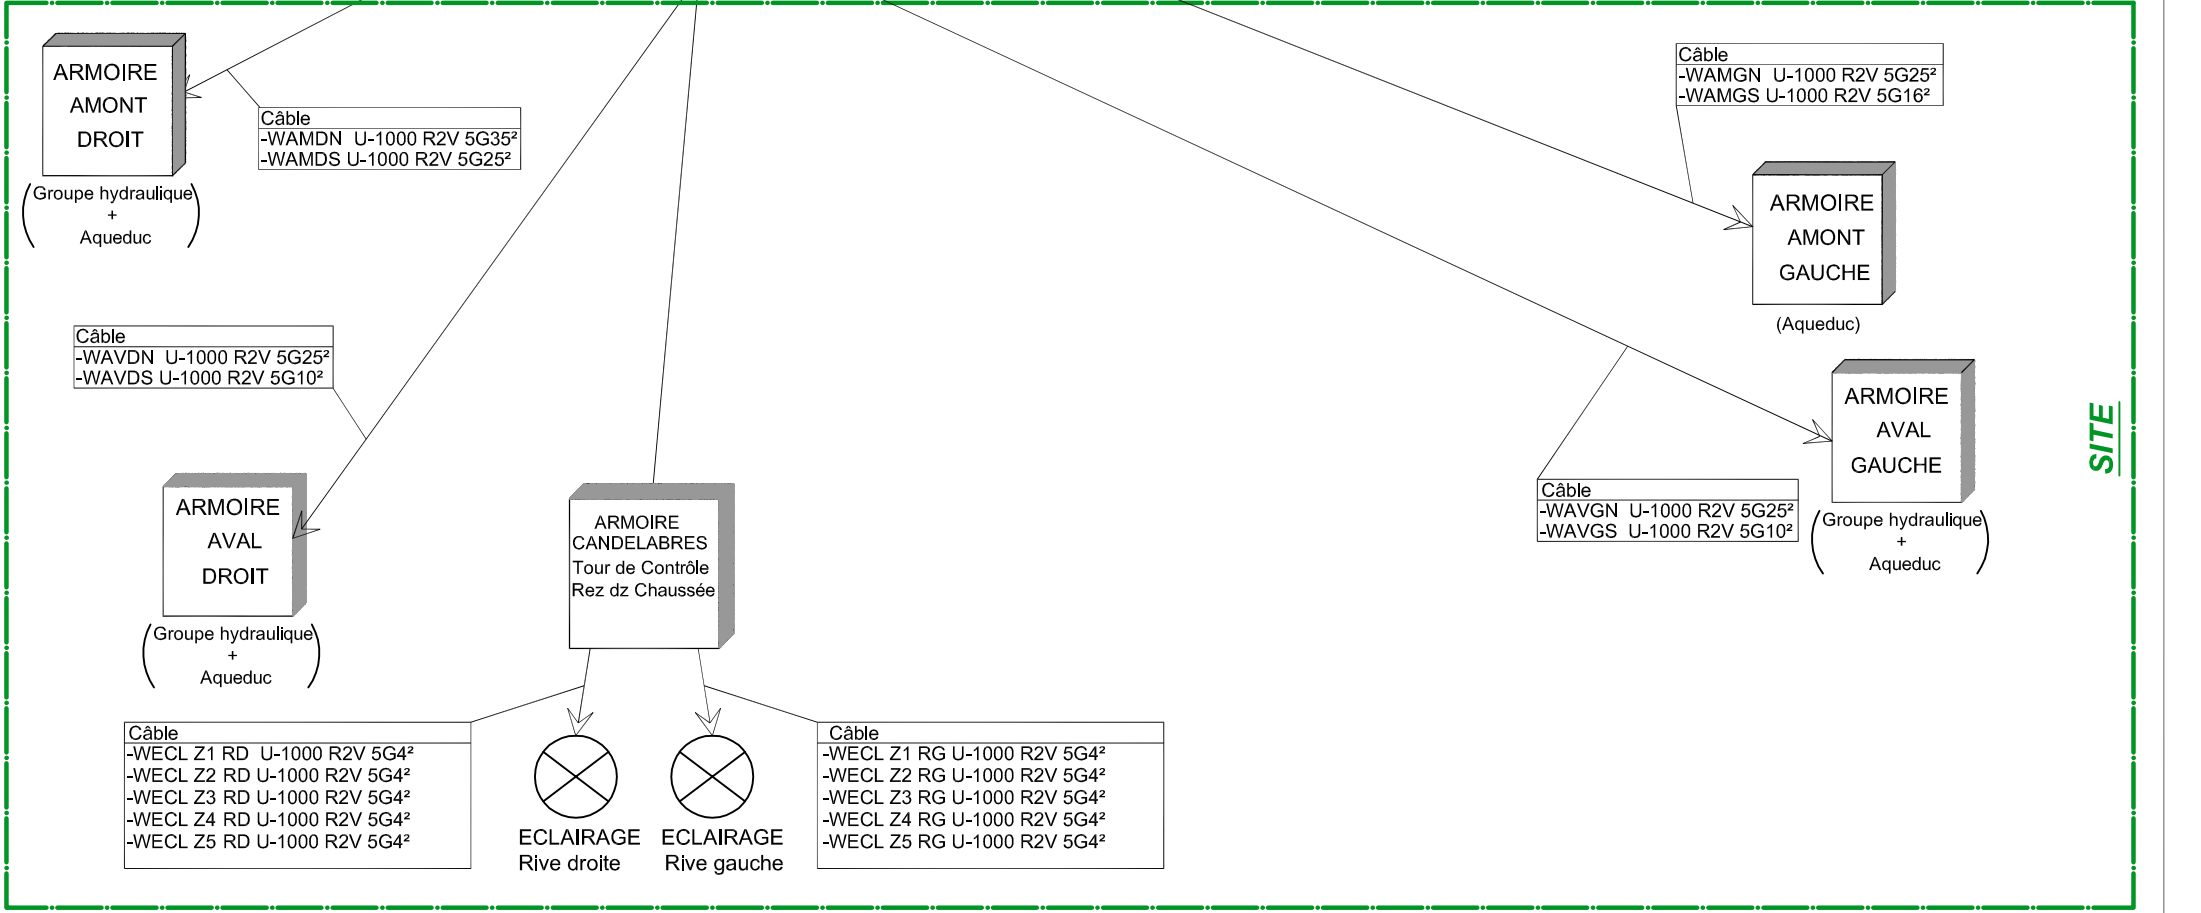 ARMOIRE
AMONT
DROIT
(Groupe hydraulique
+
Aqueduc)
Câble
-WAMDN U-1000 R2V 5G35²
-WAMDS U-1000 R2V 5G25²
Câble
-WAMGN U-1000 R2V 5G25²
-WAMGS U-1000 R2V 5G16²
ARMOIRE
AMONT
GAUCHE
(Aqueduc)
Câble
-WAVDN U-1000 R2V 5G25²
-WAVDS U-1000 R2V 5G10²
ARMOIRE
AVAL
DROIT
(Groupe hydraulique
+
Aqueduc)
ARMOIRE
CANDELABRES
Tour de Contrôle
Rez dz Chaussée
Câble
-WAVGN U-1000 R2V 5G25²
-WAVGS U-1000 R2V 5G10²
ARMOIRE
AVAL
GAUCHE
(Groupe hydraulique
+
Aqueduc)
SITE
Câble
-WECL Z1 RD U-1000 R2V 5G4²
-WECL Z2 RD U-1000 R2V 5G4²
-WECL Z3 RD U-1000 R2V 5G4²
-WECL Z4 RD U-1000 R2V 5G4²
-WECL Z5 RD U-1000 R2V 5G4²
ECLAIRAGE
Rive droite
ECLAIRAGE
Rive gauche
Câble
-WECL Z1 RG U-1000 R2V 5G4²
-WECL Z2 RG U-1000 R2V 5G4²
-WECL Z3 RG U-1000 R2V 5G4²
-WECL Z4 RG U-1000 R2V 5G4²
-WECL Z5 RG U-1000 R2V 5G4²